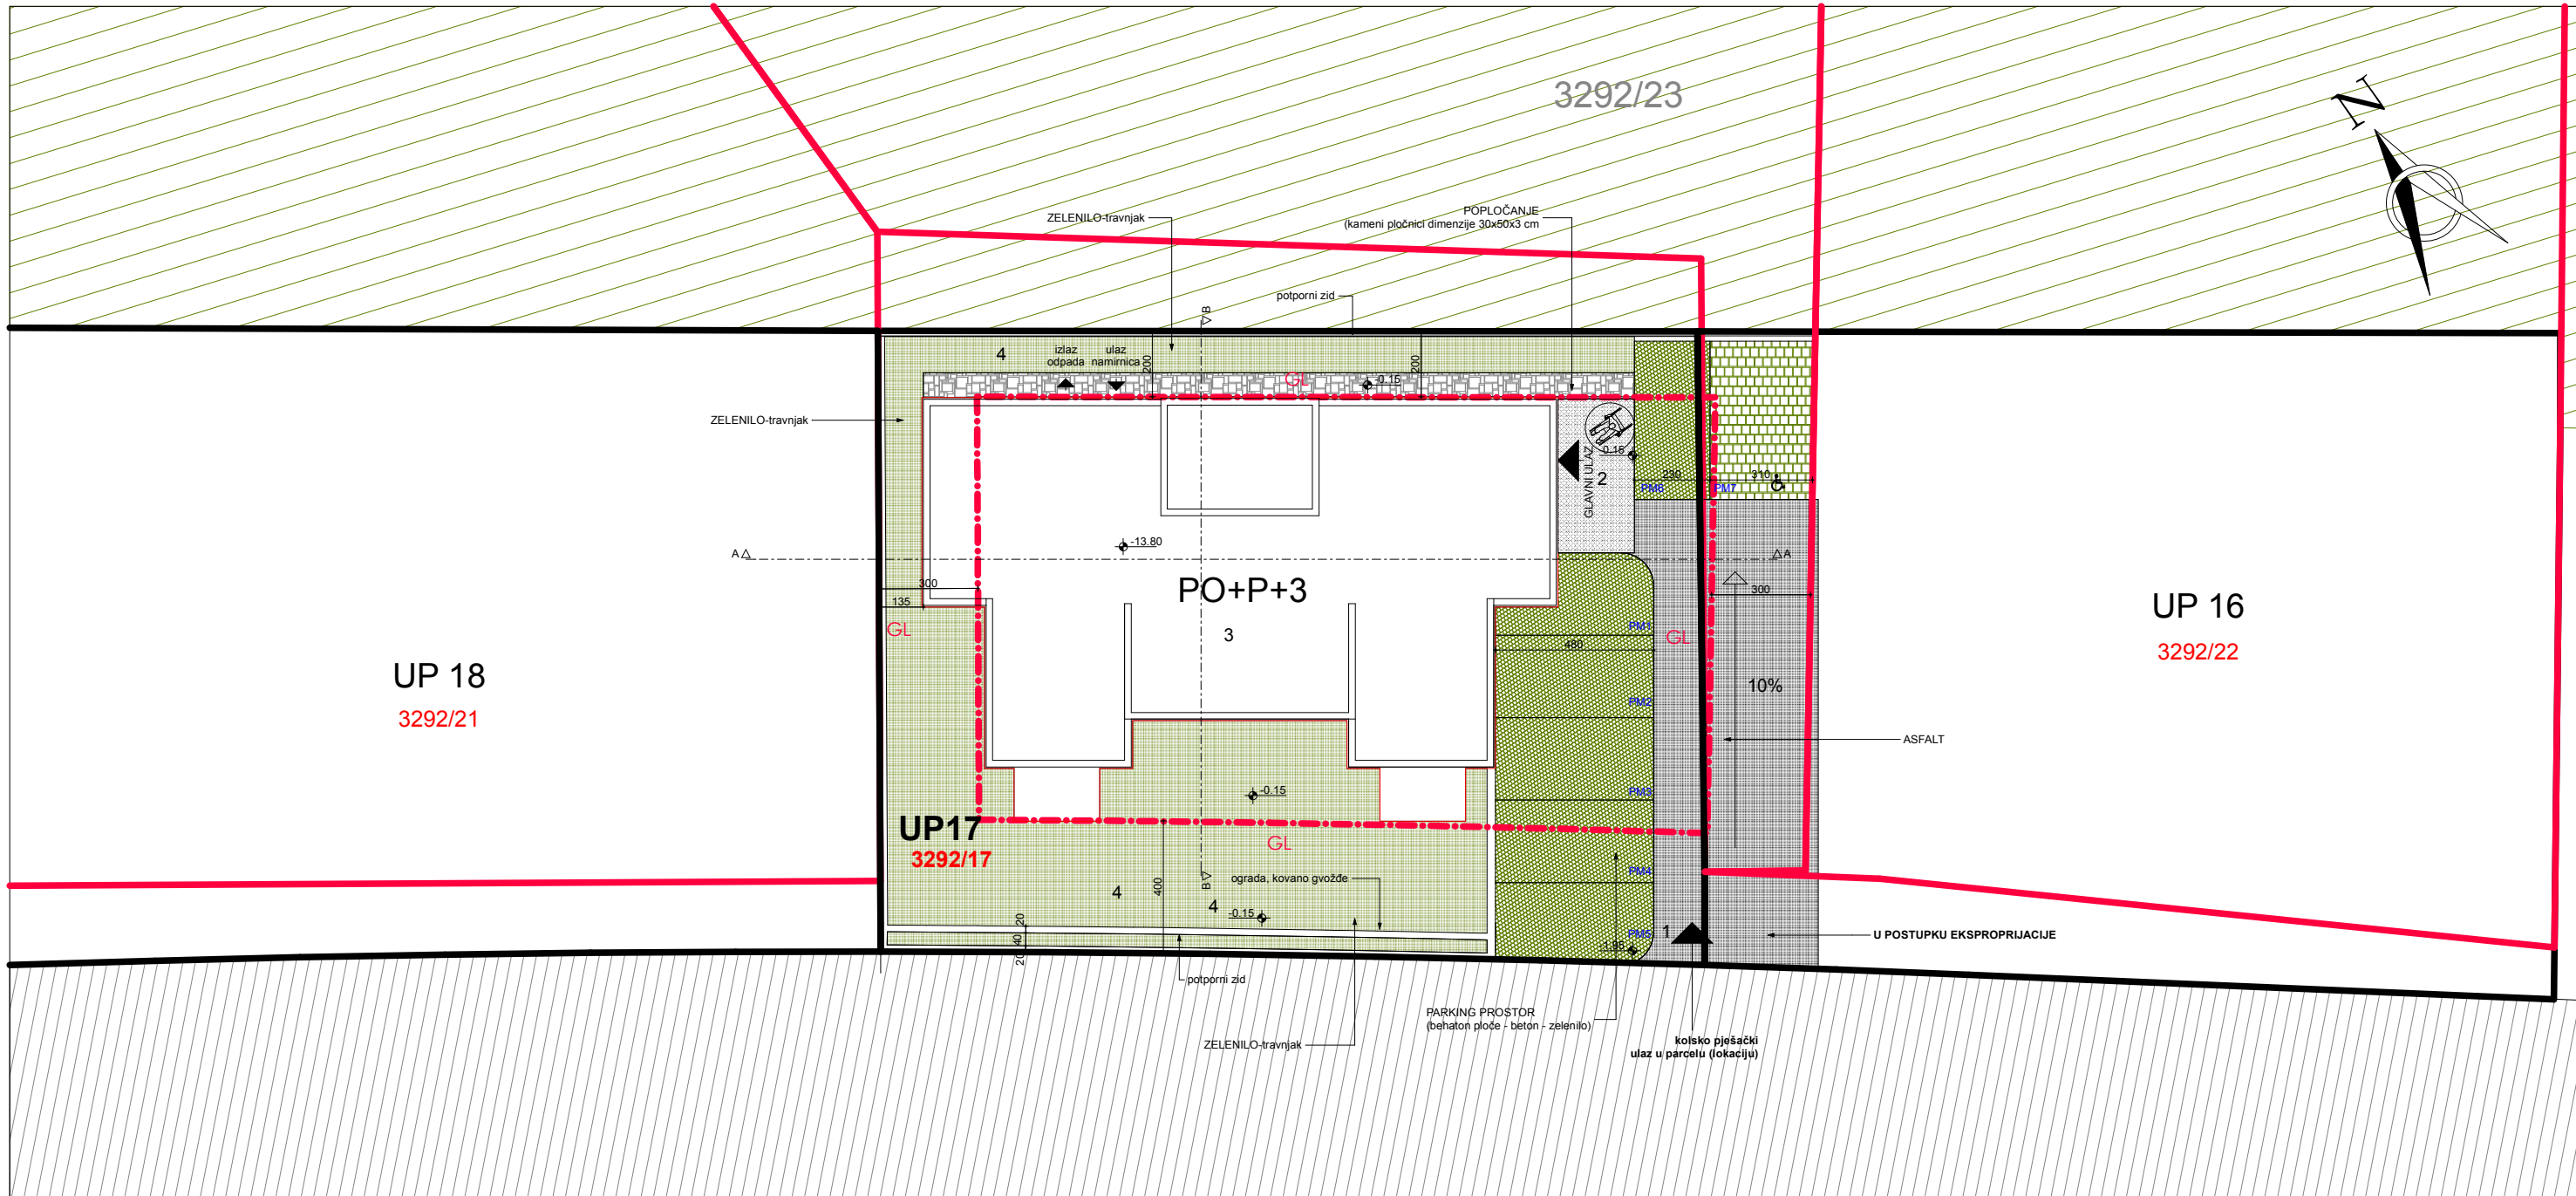 3292/23
N
ZELENILO-travnjak
POPLOČANJE
(kameni pločnici dimenzije 30x50x3 cm
potporni zid
B
4
izlaz
odpada
ulaz
namirnica
200
200
GL
-0.15
ZELENILO-travnjak
GLAVNI ULAZ
2
-0.15
230
310
PM6
PM7
-13.80
A
A
PO+P+3
3
300
135
GL
300
PM1
GL
480
UP 18
3292/21
UP 16
3292/22
10%
PM2
ASFALT
PM3
-0.15
UP17
3292/17
GL
PM4
400
B
ograda, kovano gvožđe
4
4
-0.15
20
40
20
PM5
1
-1.95
U POSTUPKU EKSPROPRIJACIJE
potporni zid
PARKING PROSTOR
(behaton ploče - beton - zelenilo)
ZELENILO-travnjak
kolsko pješački
ulaz u parcelu (lokaciju)